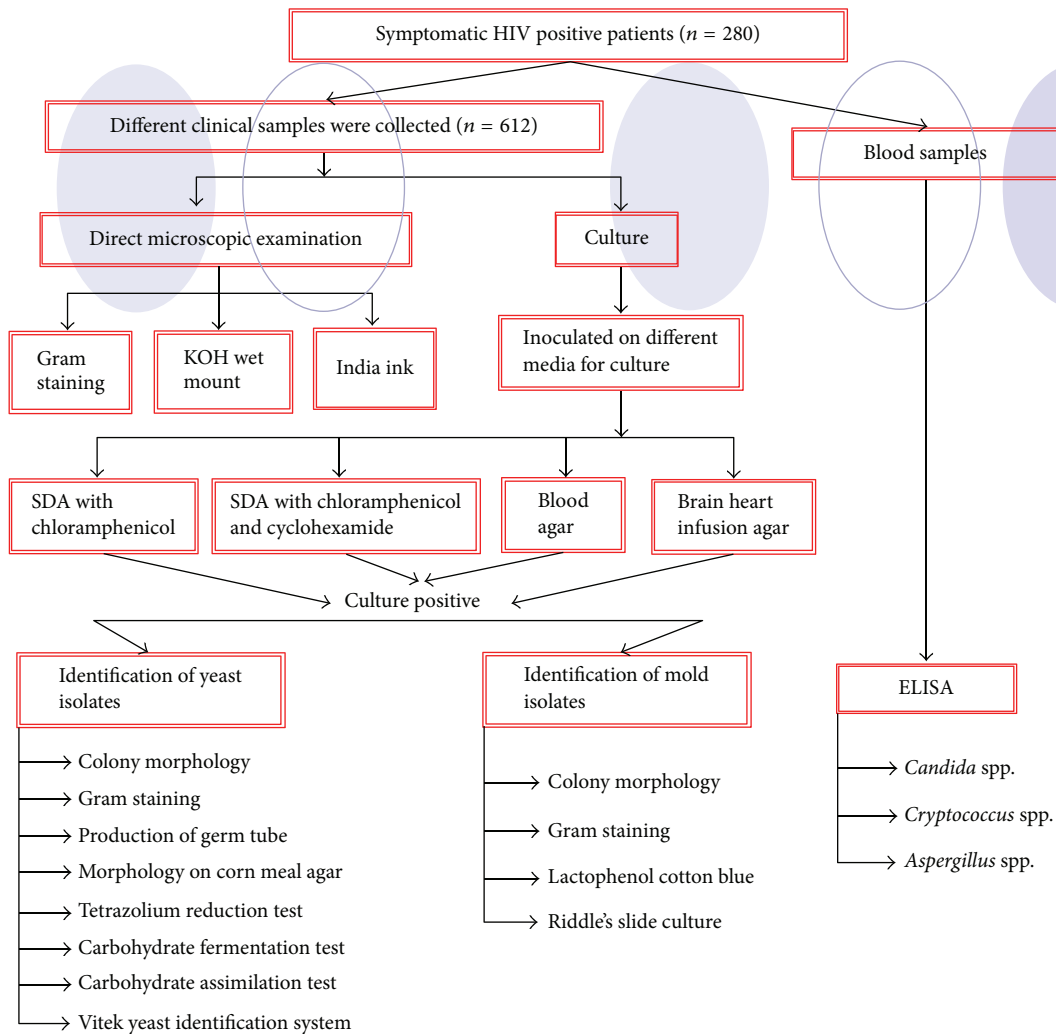 Symptomatic HIV positive patients (n = 280)
Different clinical samples were collected (n = 612)
Blood samples
Direct microscopic examination
Culture
Gram
staining
KOH wet
mount
India ink
Inoculated on different
media for culture
SDA with
chloramphenicol
SDA with chloramphenicol
and cyclohexamide
Blood
agar
Brain heart
infusion agar
Culture positive
Identification of yeast
isolates
Colony morphology
Gram staining
Production of germ tube
Morphology on corn meal agar
Tetrazolium reduction test
Carbohydrate fermentation test
Carbohydrate assimilation test
Vitek yeast identification system
Identification of mold
isolates
Colony morphology
Gram staining
Lactophenol cotton blue
Riddle's slide culture
ELISA
Candida spp.
Cryptococcus spp.
Aspergillus spp.